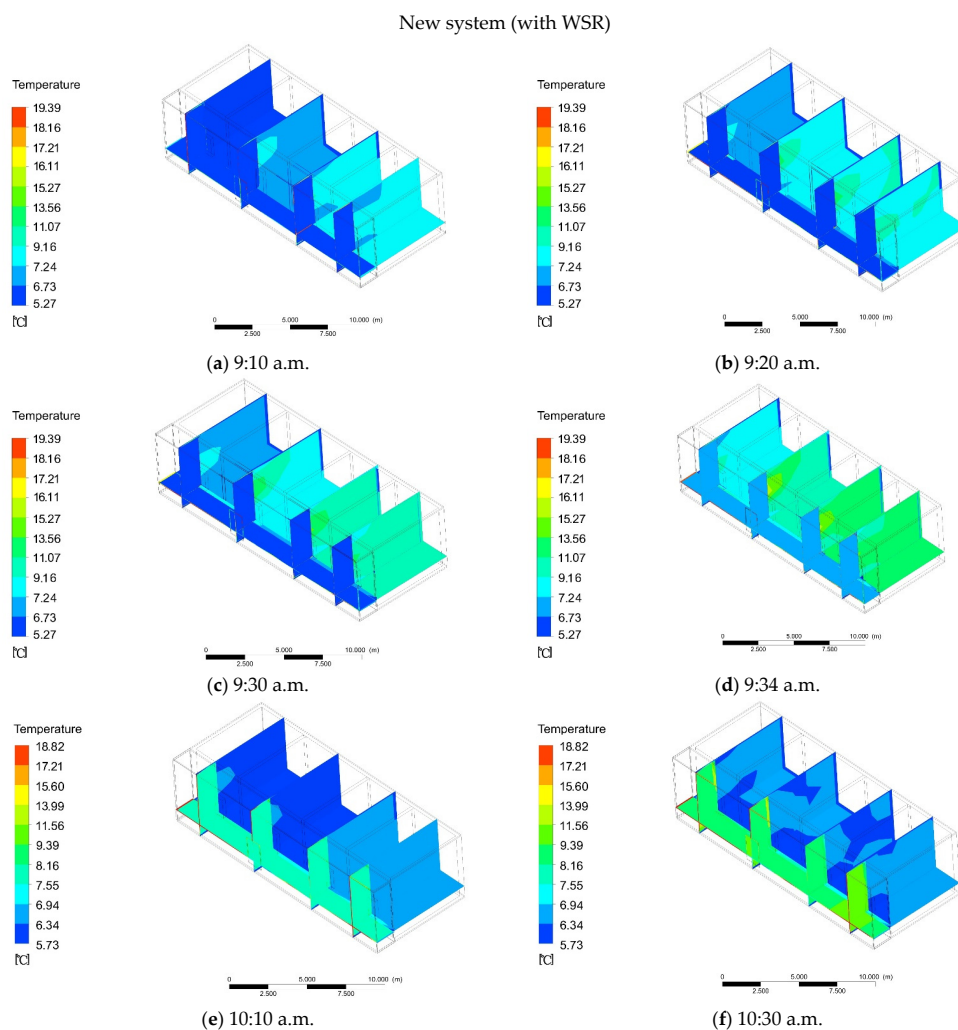 New system (with WSR)
Temperature
19.39
18.16
17.21
16.11
15.27
13.56
11.07
9.16
7.24
6.73
5.27
[°C]
0 5.000 10.000 (m)
2.500 7.500
(a) 9:10 a.m.
Temperature
19.39
18.16
17.21
16.11
15.27
13.56
11.07
9.16
7.24
6.73
5.27
[°C]
0 5.000 10.000 (m)
2.500 7.500
(b) 9:20 a.m.
Temperature
19.39
18.16
17.21
16.11
15.27
13.56
11.07
9.16
7.24
6.73
5.27
[°C]
0 5.000 10.000 (m)
2.500 7.500
(c) 9:30 a.m.
Temperature
19.39
18.16
17.21
16.11
15.27
13.56
11.07
9.16
7.24
6.73
5.27
[°C]
0 5.000 10.000 (m)
2.500 7.500
(d) 9:34 a.m.
Temperature
18.82
17.21
15.60
13.99
11.56
9.39
8.16
7.55
6.94
6.34
5.73
[°C]
0 5.000 10.000 (m)
2.500 7.500
(e) 10:10 a.m.
Temperature
18.82
17.21
15.60
13.99
11.56
9.39
8.16
7.55
6.94
6.34
5.73
[°C]
0 5.000 10.000 (m)
2.500 7.500
(f) 10:30 a.m.